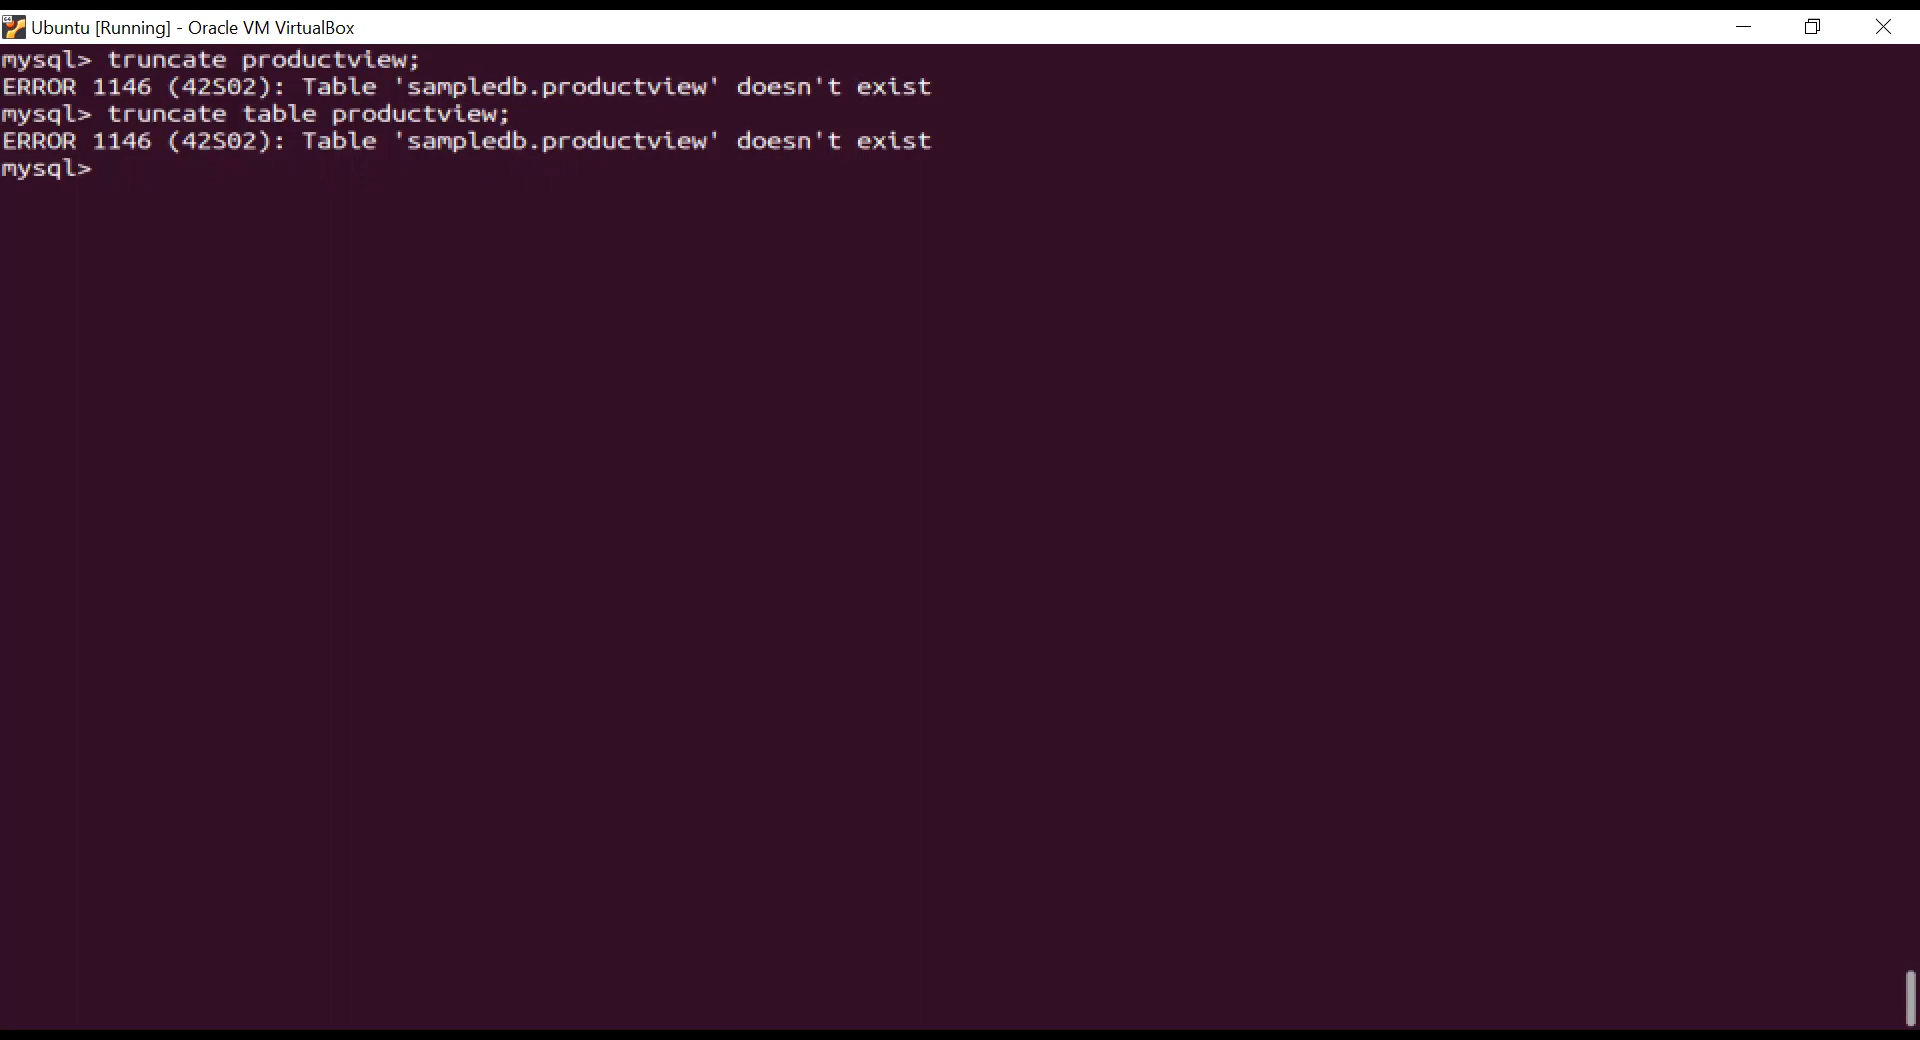 Ubuntu [Running] - Oracle VM VirtualBox
mysql> truncate productview;
ERROR 1146 (42S02): Table 'sampledb.productview' doesn't exist
mysql> truncate table productview;
ERROR 1146 (42S02): Table 'sampledb.productview' doesn't exist
mysql>